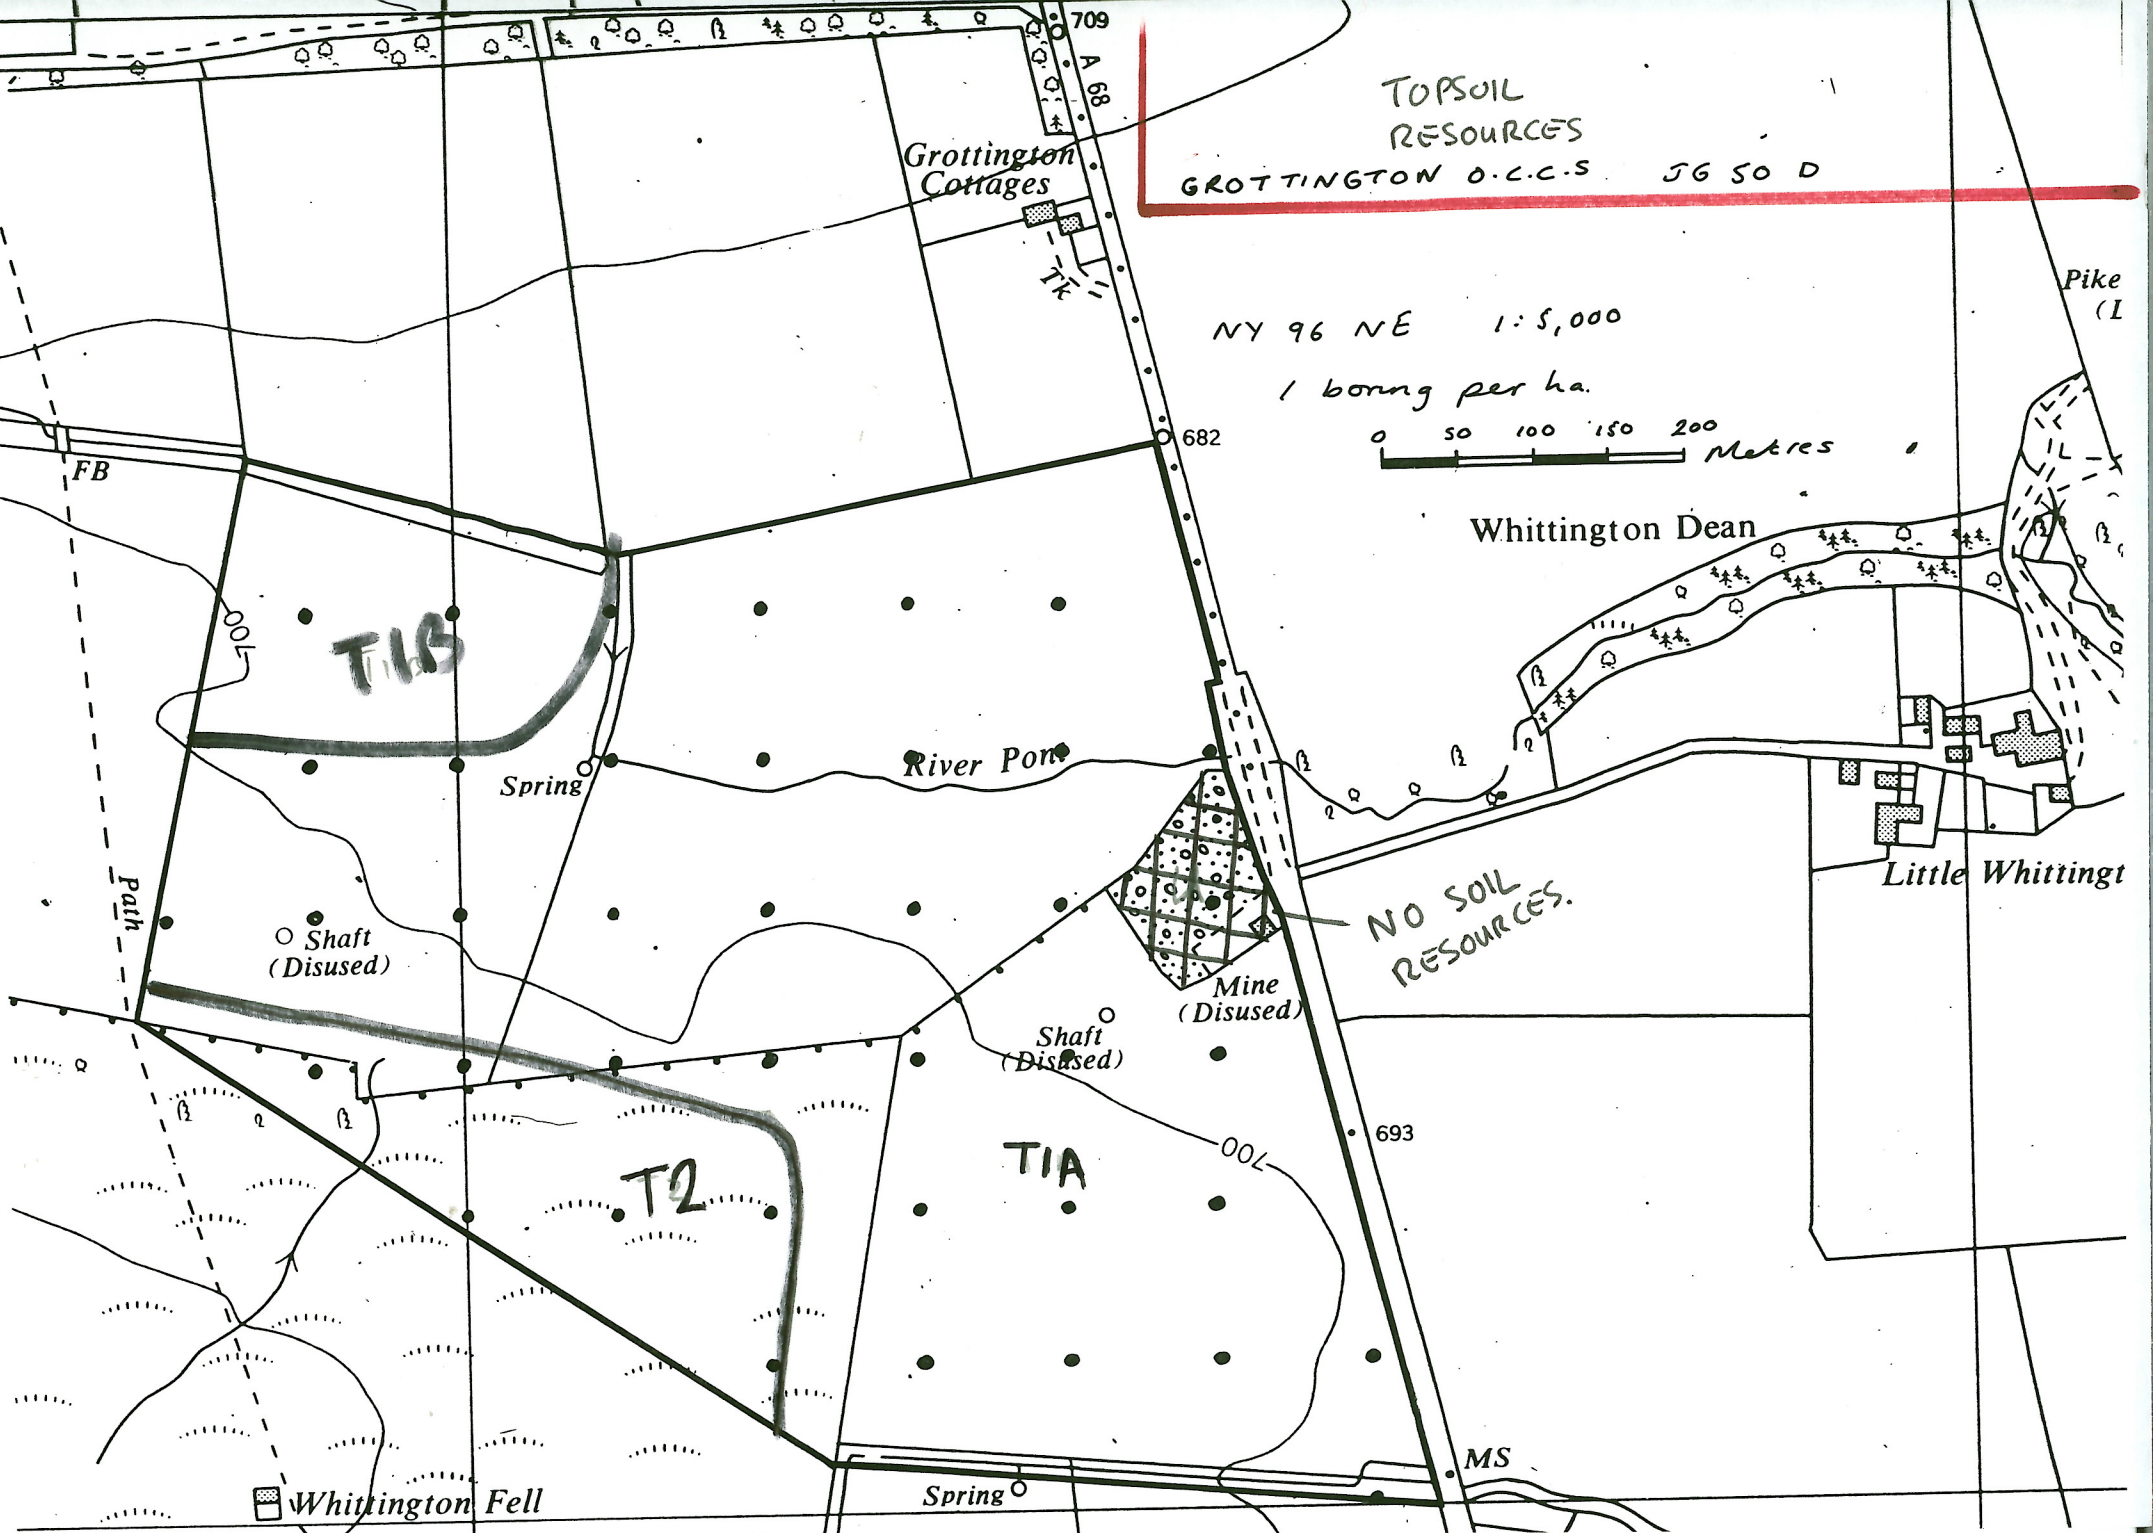 709
A 68
TOPSOIL
RESOURCES
GROTTINGTON O.C.C.S. JG 50 D
Grottington
Cottages
Tk
Pike
NY 96 NE 1:5,000
1 boring per ha.
0 50 100 150 200
Metres
682
FB
Whittington Dean
700
T1B
River Pont
Spring
Path
Little Whittingt
NO SOIL
RESOURCES.
Shaft
(Disused)
Mine
(Disused)
Shaft
(Disused)
693
700
T1A
T2
MS
Spring
Whittington Fell